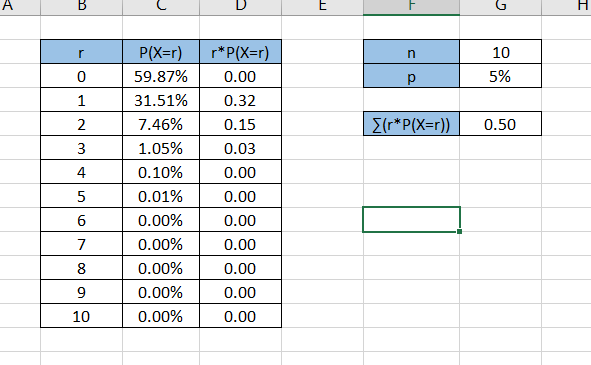 A B C D E F G H
r P(X=r) r*P(X=r) n 10
0 59.87% 0.00 p 5%
1 31.51% 0.32
2 7.46% 0.15 ∑(r*P(X=r)) 0.50
3 1.05% 0.03
4 0.10% 0.00
5 0.01% 0.00
6 0.00% 0.00
7 0.00% 0.00
8 0.00% 0.00
9 0.00% 0.00
10 0.00% 0.00